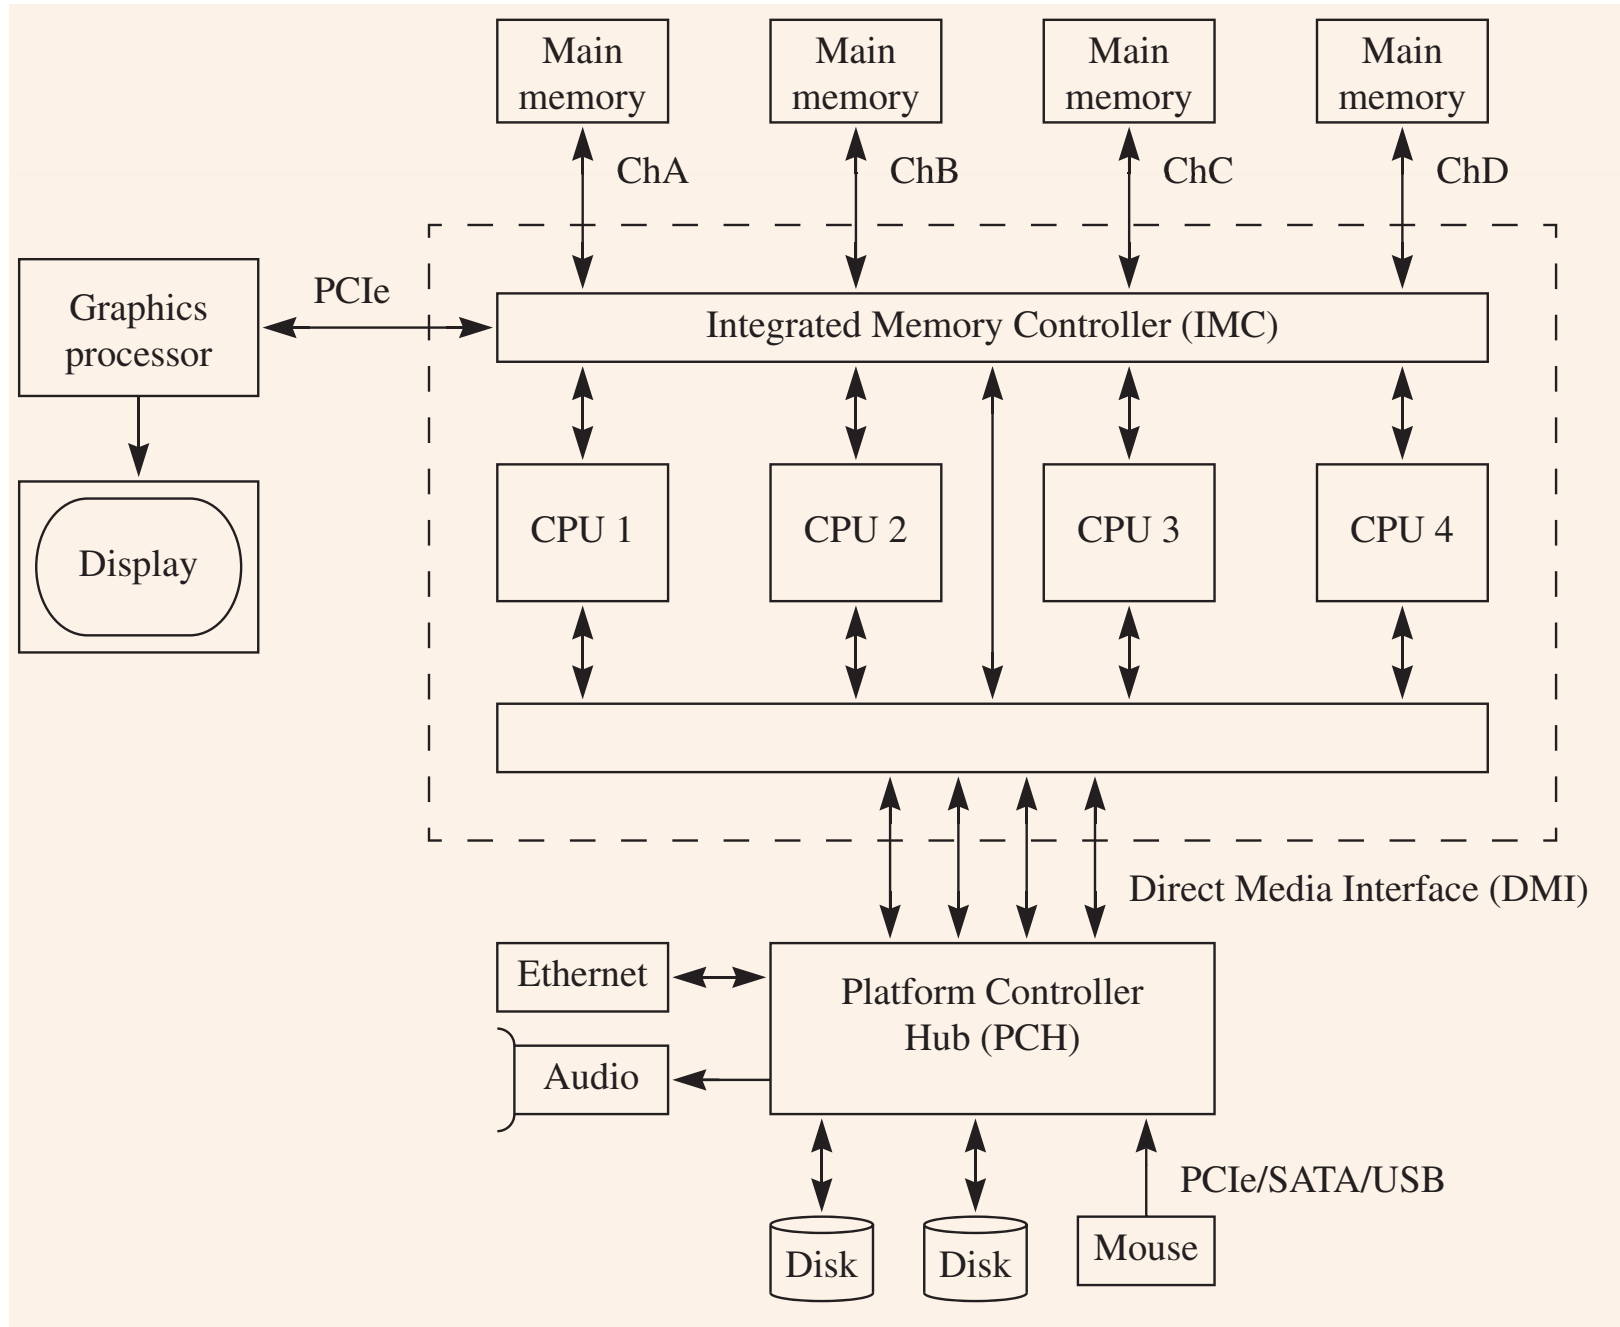 Main
memory
Main
memory
Main
memory
Main
memory
ChA
ChB
ChC
ChD
Graphics
processor
PCIe
Integrated Memory Controller (IMC)
Display
CPU 1
CPU 2
CPU 3
CPU 4
Direct Media Interface (DMI)
Ethernet
Platform Controller
Hub (PCH)
Audio
PCIe/SATA/USB
Disk
Disk
Mouse